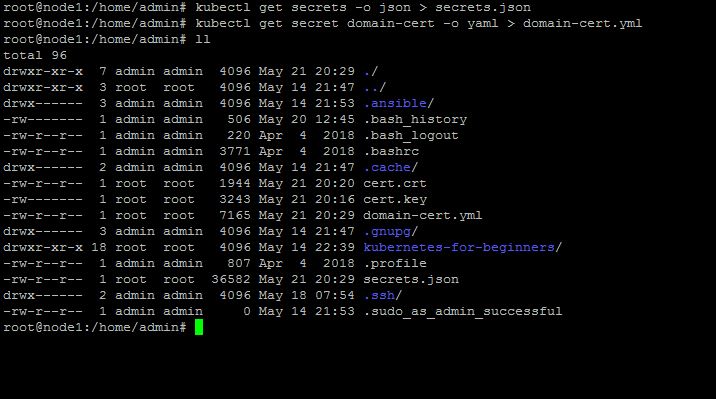 root@node1:/home/admin# kubectl get secrets -o json > secrets.json
root@node1:/home/admin# kubectl get secret domain-cert -o yaml > domain-cert.yml
root@node1:/home/admin# ll
total 96
drwxr-xr-x  7 admin admin  4096 May 21 20:29 ./
drwxr-xr-x  3 root  root   4096 May 14 21:47 ../
drwx------  3 admin admin  4096 May 14 21:53 .ansible/
-rw-------  1 admin admin   506 May 20 12:45 .bash_history
-rw-r--r--  1 admin admin   220 Apr  4  2018 .bash_logout
-rw-r--r--  1 admin admin  3771 Apr  4  2018 .bashrc
drwx------  2 admin admin  4096 May 14 21:47 .cache/
-rw-r--r--  1 root  root   1944 May 21 20:20 cert.crt
-rw-------  1 root  root   3243 May 21 20:16 cert.key
-rw-r--r--  1 root  root   7165 May 21 20:29 domain-cert.yml
drwx------  3 admin admin  4096 May 14 21:47 .gnupg/
drwxr-xr-x 18 root  root   4096 May 14 22:39 kubernetes-for-beginners/
-rw-r--r--  1 admin admin   807 Apr  4  2018 .profile
-rw-r--r--  1 root  root  36582 May 21 20:29 secrets.json
drwx------  2 admin admin  4096 May 18 07:54 .ssh/
-rw-r--r--  1 admin admin     0 May 14 21:53 .sudo_as_admin_successful
root@node1:/home/admin#